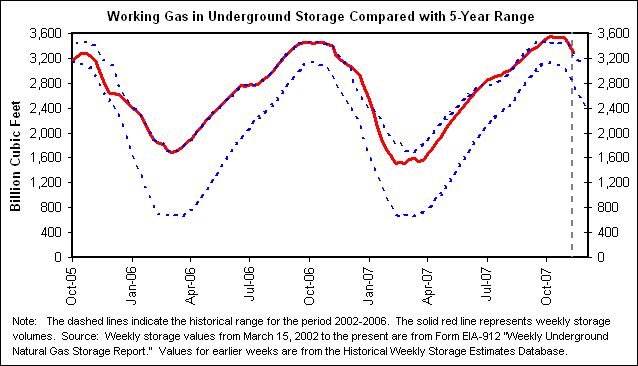 Working Gas in Underground Storage Compared with 5-Year Range
Billion Cubic Feet
3,600
3,200
2,800
2,400
2,000
1,600
1,200
800
400
0
3,600
3,200
2,800
2,400
2,000
1,600
1,200
800
400
0
Oct-05
Jan-06
Apr-06
Jul-06
Oct-06
Jan-07
Apr-07
Jul-07
Oct-07
Note: The dashed lines indicate the historical range for the period 2002-2006. The solid red line represents weekly storage
volumes. Source: Weekly storage values from March 15, 2002 to the present are from Form EIA-912 "Weekly Underground
Natural Gas Storage Report." Values for earlier weeks are from the Historical Weekly Storage Estimates Database.